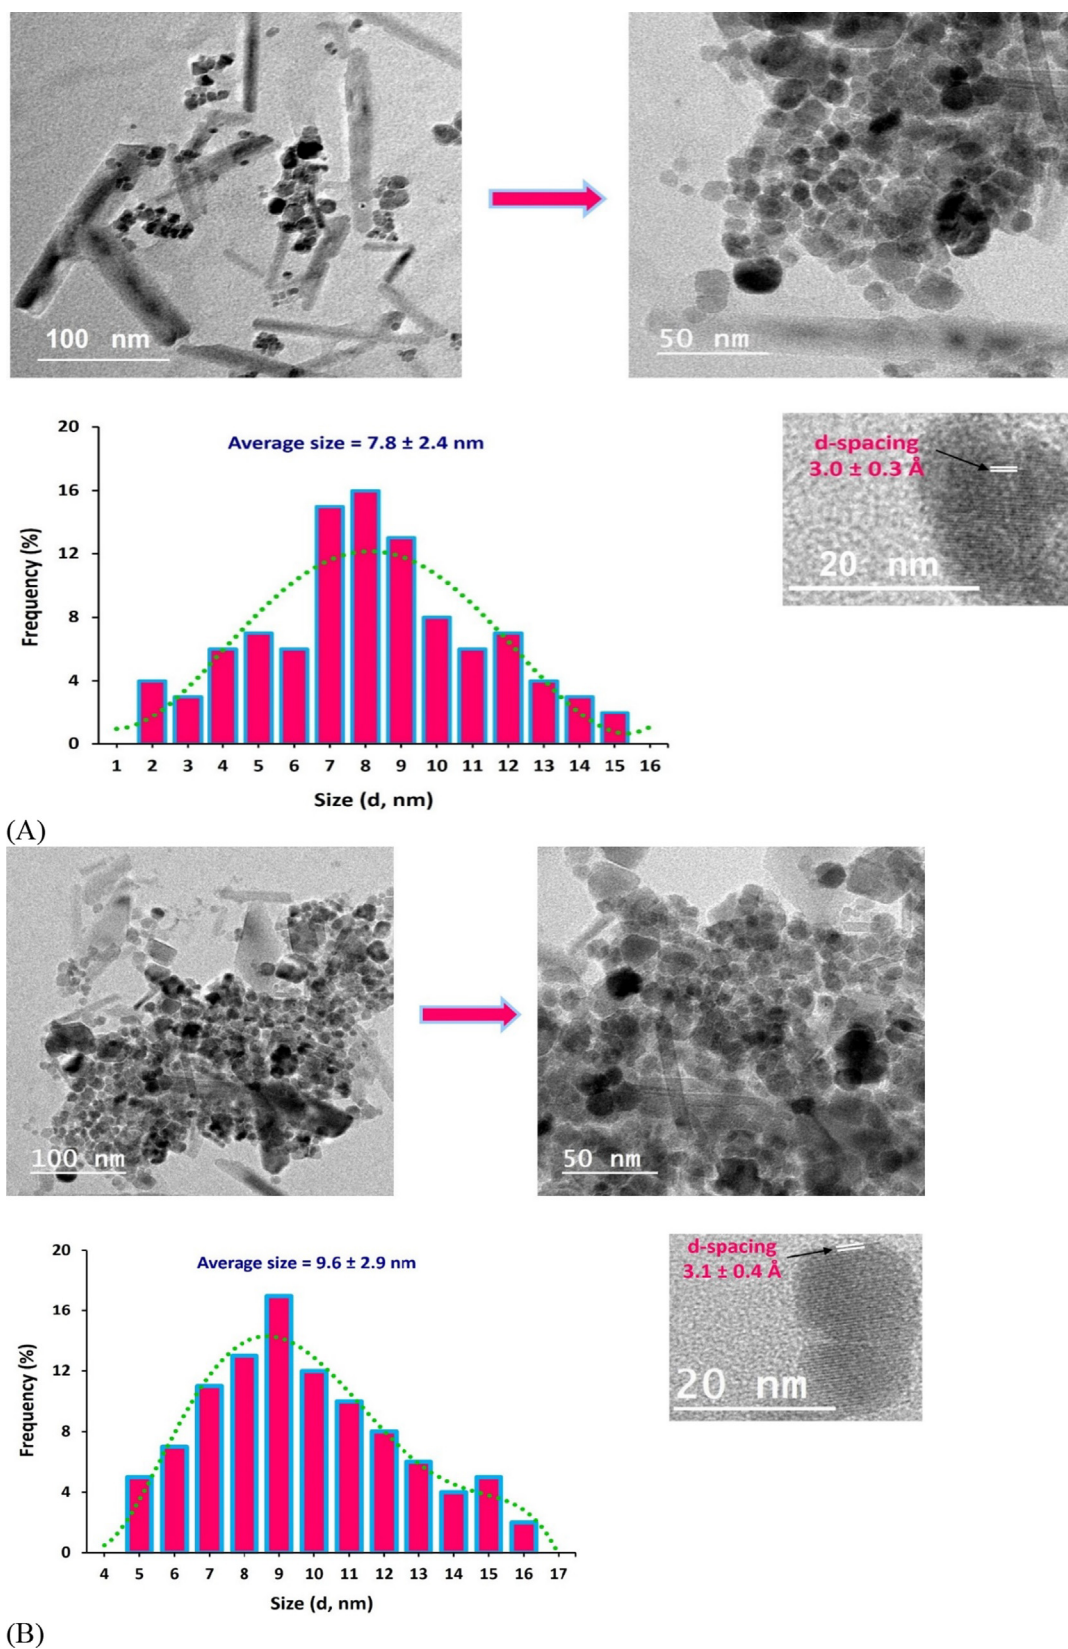 100 nm
50 nm
Average size = 7.8 ± 2.4 nm
Frequency (%)
20
16
12
8
4
0
1 2 3 4 5 6 7 8 9 10 11 12 13 14 15 16
Size (d, nm)
d-spacing
3.0 ± 0.3 Å
20 nm
(A)
100 nm
50 nm
Average size = 9.6 ± 2.9 nm
Frequency (%)
20
16
12
8
4
0
4 5 6 7 8 9 10 11 12 13 14 15 16 17
Size (d, nm)
d-spacing
3.1 ± 0.4 Å
20 nm
(B)